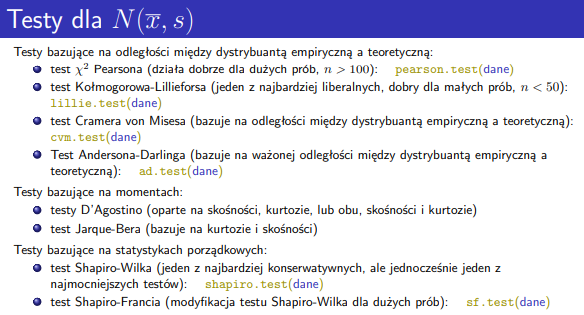 Testy dla N(x̅, s)
Testy bazujące na odległości między dystrybuantą empiryczną a teoretyczną:
test χ² Pearsona (działa dobrze dla dużych prób, n > 100): pearson.test(dane)
test Kołmogorowa-Lillieforsa (jeden z najbardziej liberalnych, dobry dla małych prób, n < 50):
lillie.test(dane)
test Cramera von Misesa (bazuje na odległości między dystrybuantą empiryczną a teoretyczną):
cvm.test(dane)
Test Andersona-Darlinga (bazuje na ważonej odległości między dystrybuantą empiryczną a
teoretyczną): ad.test(dane)
Testy bazujące na momentach:
testy D'Agostino (oparte na skośności, kurtozie, lub obu, skośności i kurtozie)
test Jarque-Bera (bazuje na kurtozie i skośności)
Testy bazujące na statystykach porządkowych:
test Shapiro-Wilka (jeden z najbardziej konserwatywnych, ale jednocześnie jeden z
najmocniejszych testów): shapiro.test(dane)
test Shapiro-Francia (modyfikacja testu Shapiro-Wilka dla dużych prób): sf.test(dane)